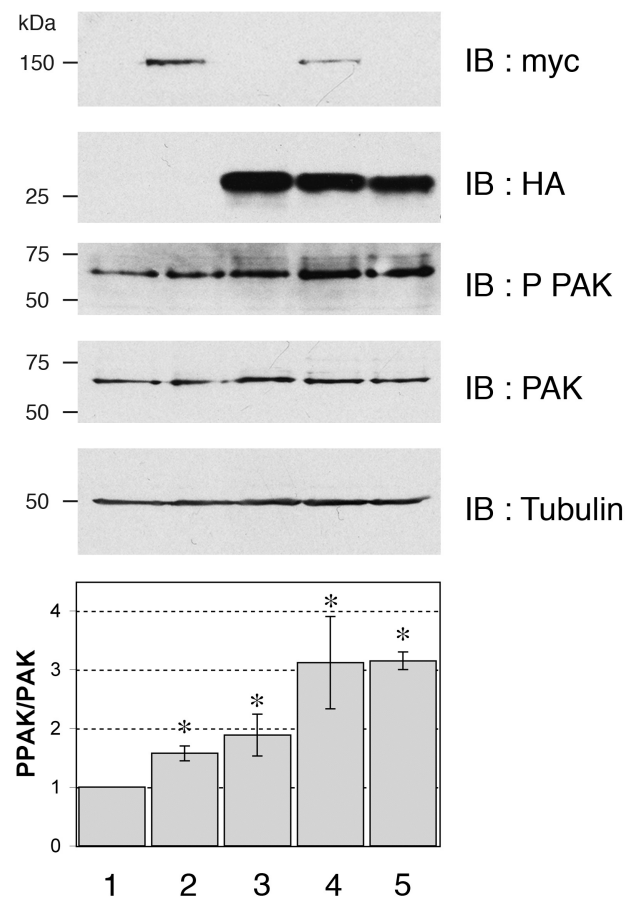 kDa
150
IB : myc
25
IB : HA
75
50
IB : P PAK
75
50
IB : PAK
50
IB : Tubulin
PPAK/PAK
4
3
2
1
0
* * * *
1 2 3 4 5